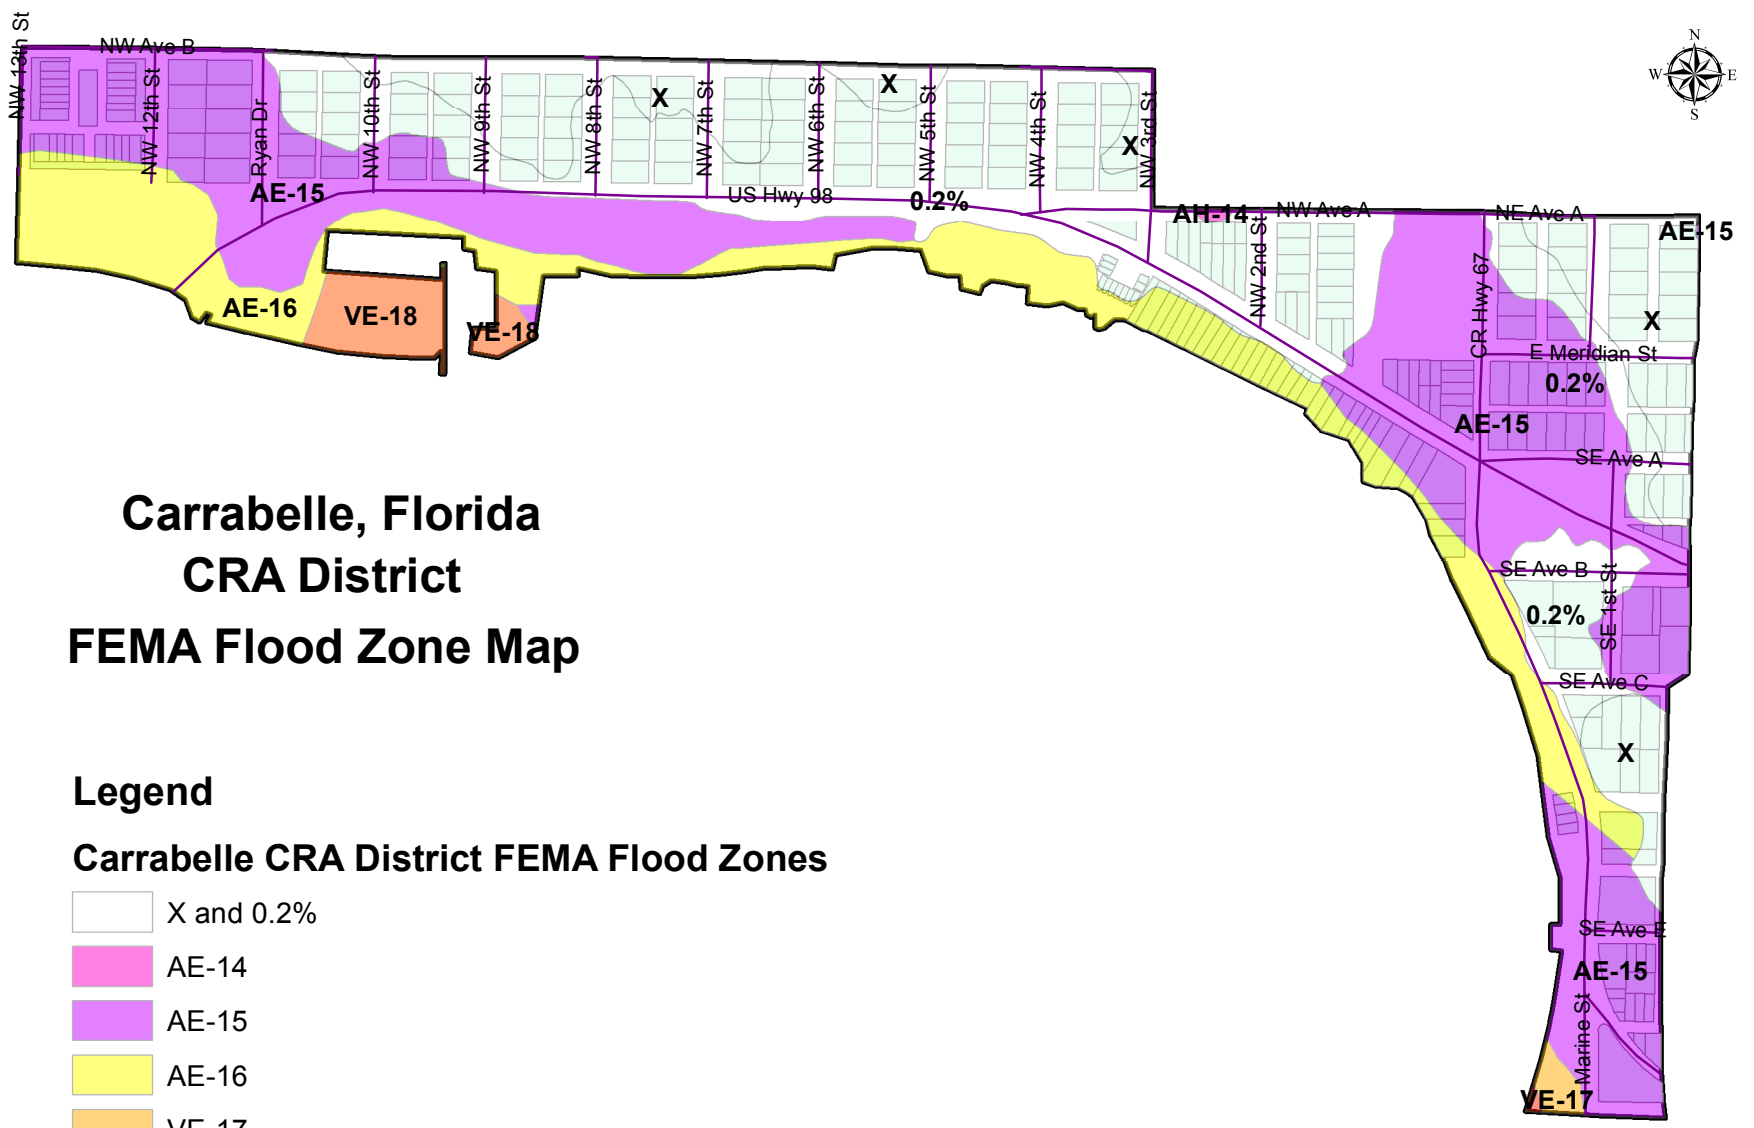 NW 13th St
NW Ave B
NW 12th St
Ryan Dr
NW 10th St
NW 9th St
NW 8th St
NW 7th St
NW 6th St
NW 5th St
NW 4th St
NW 3rd St
X
X
X
N
W
E
S
AE-15
US Hwy 98
0.2%
AH-14
NW Ave A
NE Ave A
AE-15
NW 2nd St
CR Hwy 67
AE-16
VE-18
VE-18
X
E Meridian St
0.2%
AE-15
SE Ave A
SE Ave B
SE 1st St
0.2%
SE Ave C
X
SE Ave E
AE-15
Marine St
VE-17
Carrabelle, Florida
CRA District
FEMA Flood Zone Map
Legend
Carrabelle CRA District FEMA Flood Zones
X and 0.2%
AE-14
AE-15
AE-16
VE-17